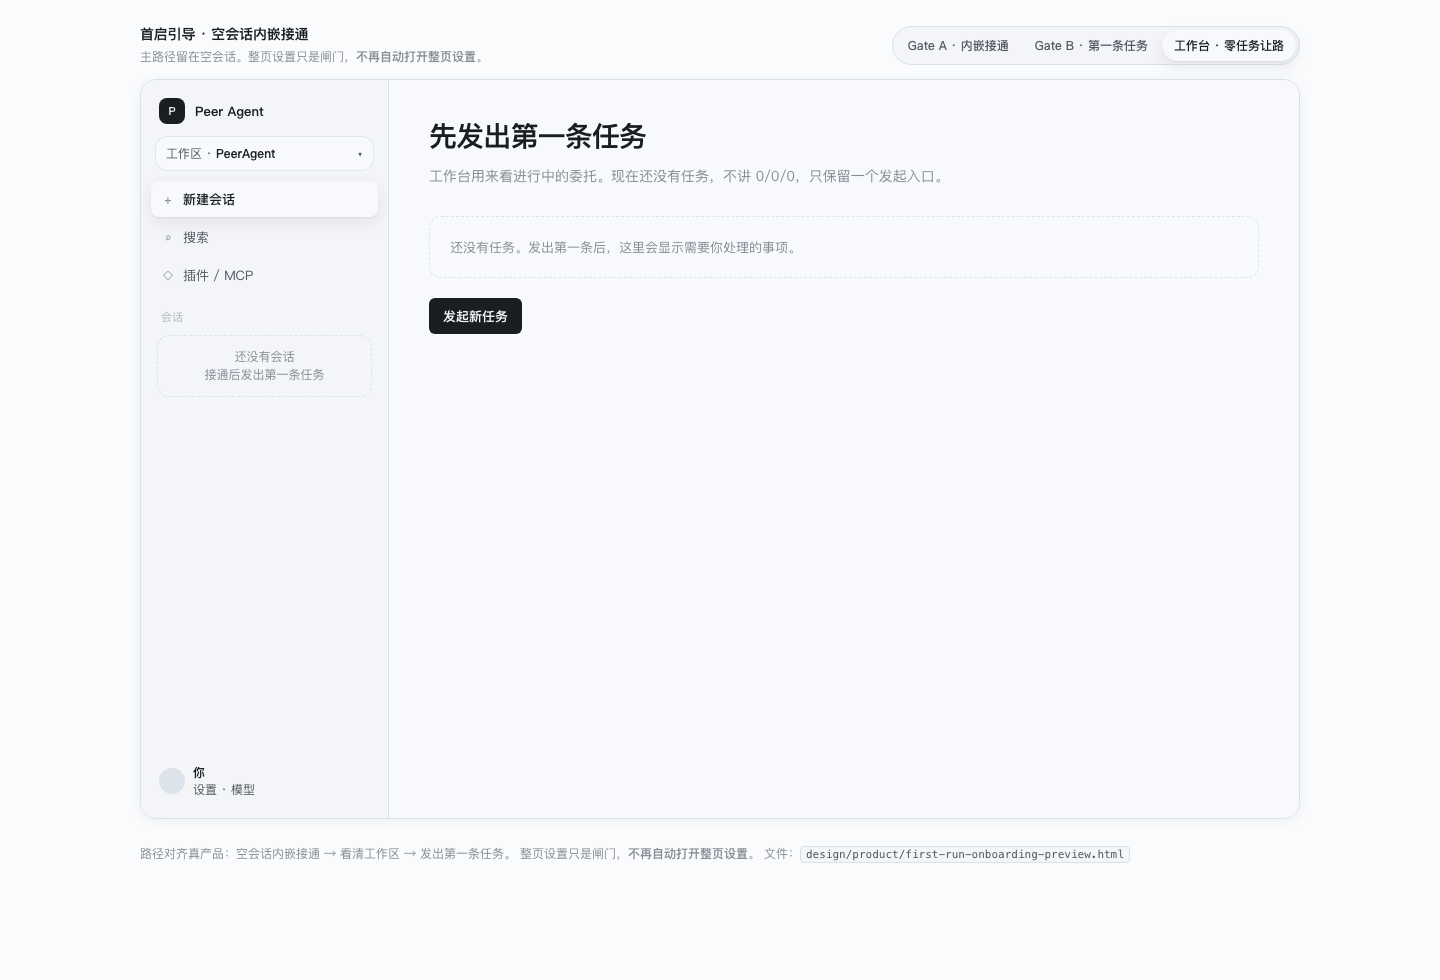 首启引导 · 空会话内嵌接通
主路径留在空会话。整页设置只是闸门，不再自动打开整页设置。
Gate A · 内嵌接通
Gate B · 第一条任务
工作台 · 零任务让路
P
Peer Agent
工作区 · PeerAgent
+ 新建会话
搜索
插件 / MCP
会话
还没有会话
接通后发出第一条任务
你
设置 · 模型
先发出第一条任务
工作台用来看进行中的委托。现在还没有任务，不讲 0/0/0，只保留一个发起入口。
还没有任务。发出第一条后，这里会显示需要你处理的事项。
发起新任务
路径对齐真产品：空会话内嵌接通 → 看清工作区 → 发出第一条任务。 整页设置只是闸门，不再自动打开整页设置。 文件：design/product/first-run-onboarding-preview.html